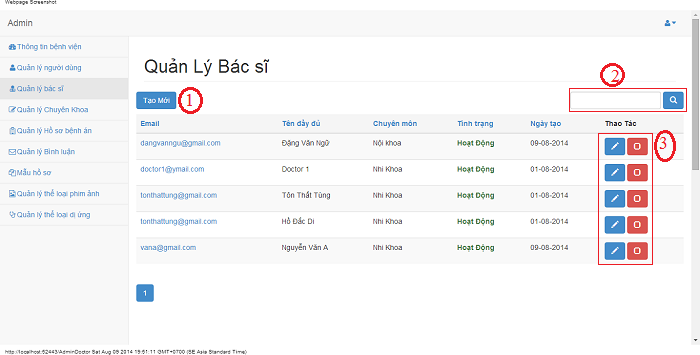 Webpage Screenshot
Admin
Thông tin bệnh viện
Quản lý người dùng
Quản lý bác sĩ
Quản lý Chuyên Khoa
Quản lý Hồ sơ bệnh án
Quản lý Bình luận
Mẫu hồ sơ
Quản lý thể loại phim ảnh
Quản lý thể loại dị ứng
Quản Lý Bác sĩ
Tạo Mới 1 2
Email Tên đầy đủ Chuyên môn Tình trạng Ngày tạo Thao Tác
dangvanngu@gmail.com Đặng Văn Ngữ Nội khoa Hoạt Động 09-08-2014 3
doctor1@ymail.com Doctor 1 Nhi Khoa Hoạt Động 01-08-2014
tonthattung@gmail.com Tôn Thất Tùng Nhi Khoa Hoạt Động 01-08-2014
tonthattung@gmail.com Hồ Đắc Di Nhi Khoa Hoạt Động 01-08-2014
vana@gmail.com Nguyễn Văn A Nhi Khoa Hoạt Động 09-08-2014
1
http://localhost:52443/AdminDoctor Sat Aug 09 2014 19:51:11 GMT+0700 (SE Asia Standard Time)